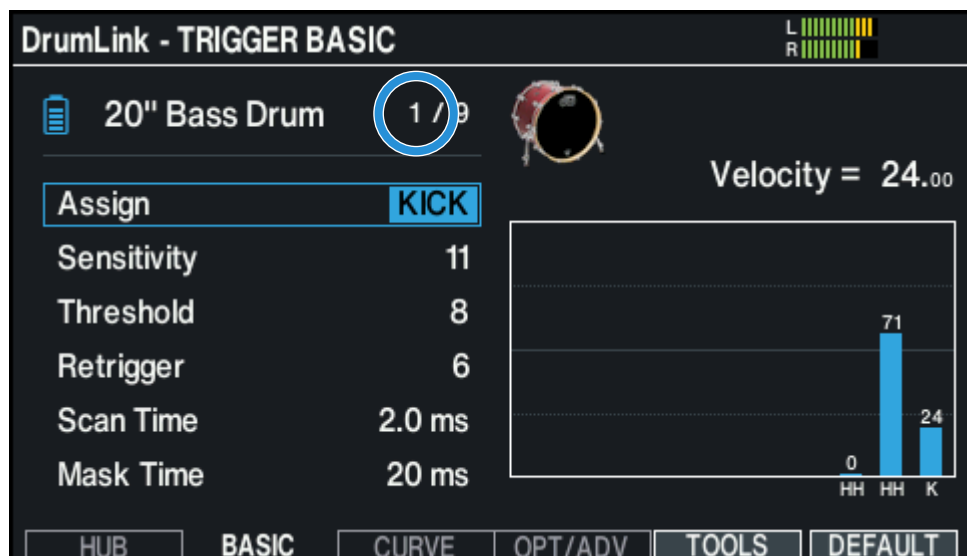 DrumLink - TRIGGER BASIC
L
R
20" Bass Drum 1 / 9
Velocity = 24.00
Assign KICK
Sensitivity 11
Threshold 8
Retrigger 6
Scan Time 2.0 ms
Mask Time 20 ms
71
24
0
HH HH K
HUB BASIC CURVE OPT/ADV TOOLS DEFAULT